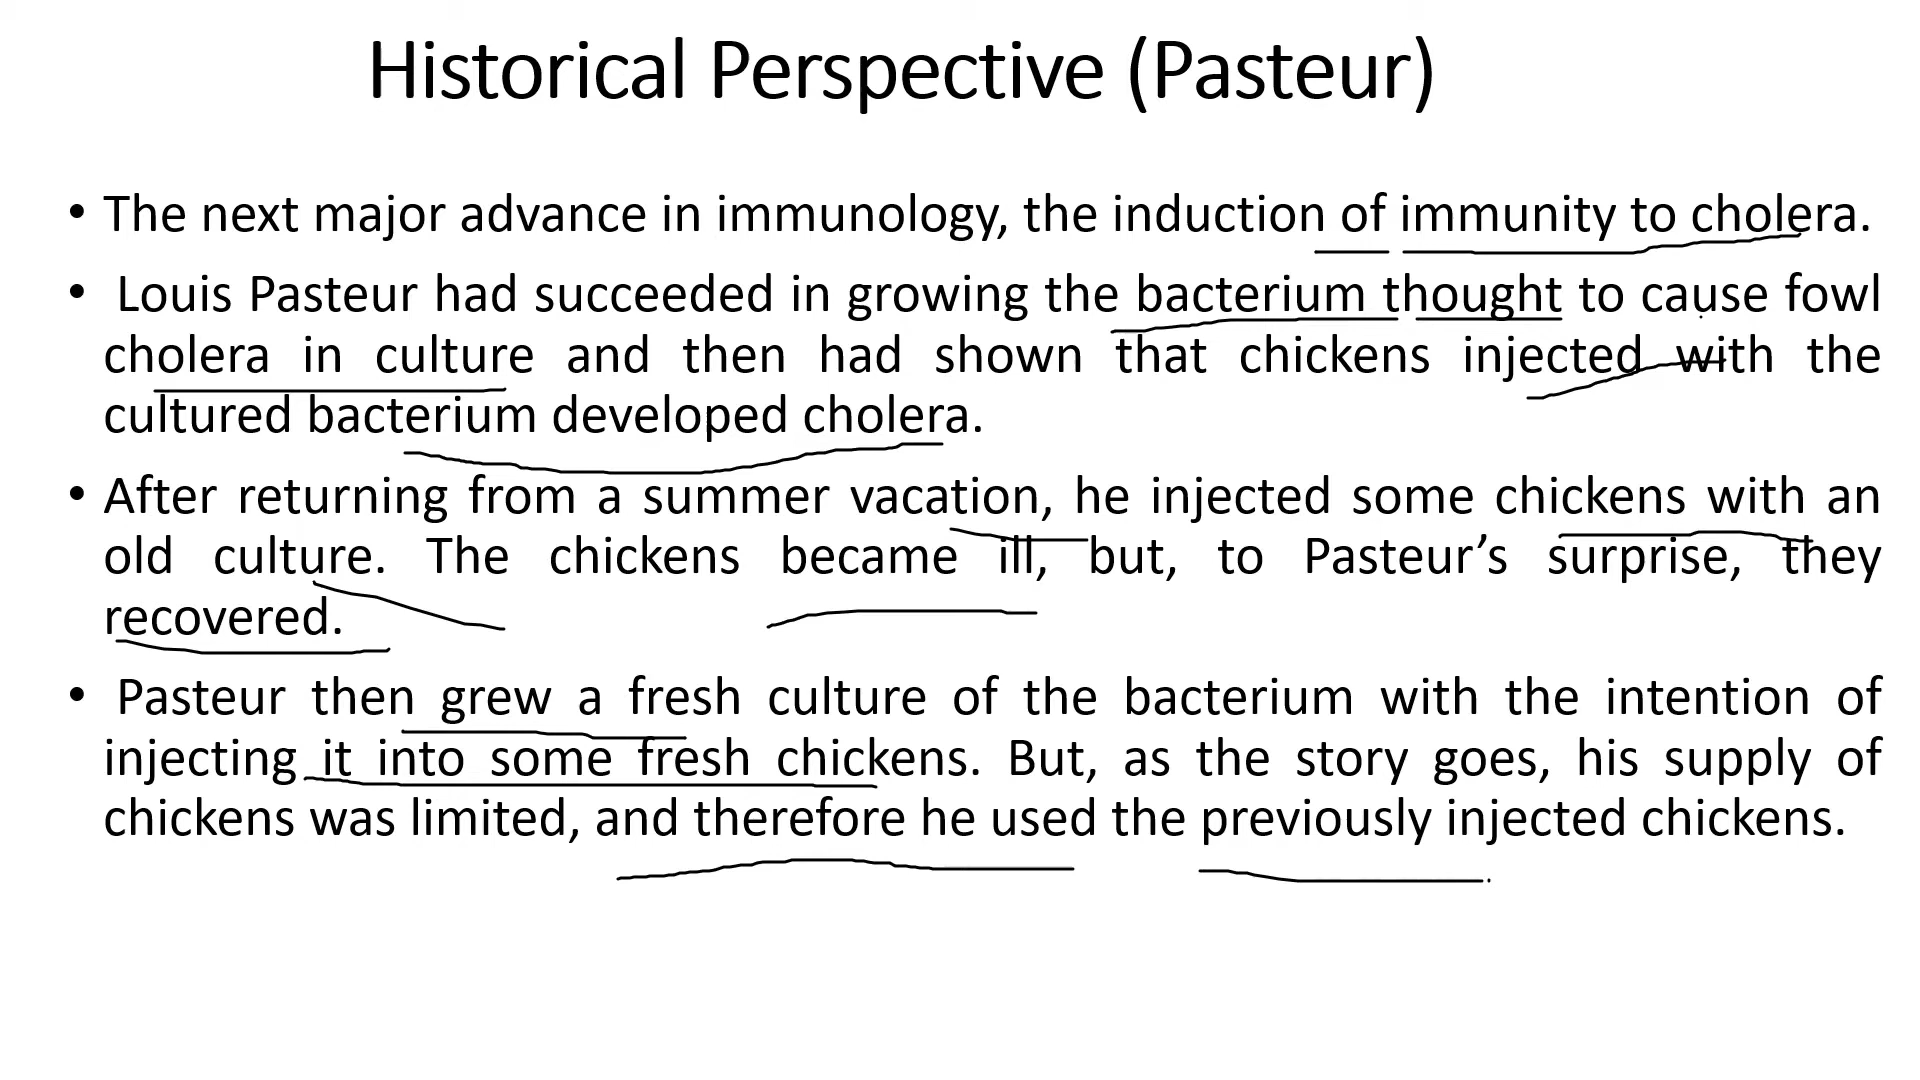 Historical Perspective (Pasteur)
• The next major advance in immunology, the induction of immunity to cholera.
• Louis Pasteur had succeeded in growing the bacterium thought to cause fowl
cholera in culture and then had shown that chickens injected with the
cultured bacterium developed cholera.
• After returning from a summer vacation, he injected some chickens with an
old culture. The chickens became ill, but, to Pasteur’s surprise, they
recovered.
• Pasteur then grew a fresh culture of the bacterium with the intention of
injecting it into some fresh chickens. But, as the story goes, his supply of
chickens was limited, and therefore he used the previously injected chickens.